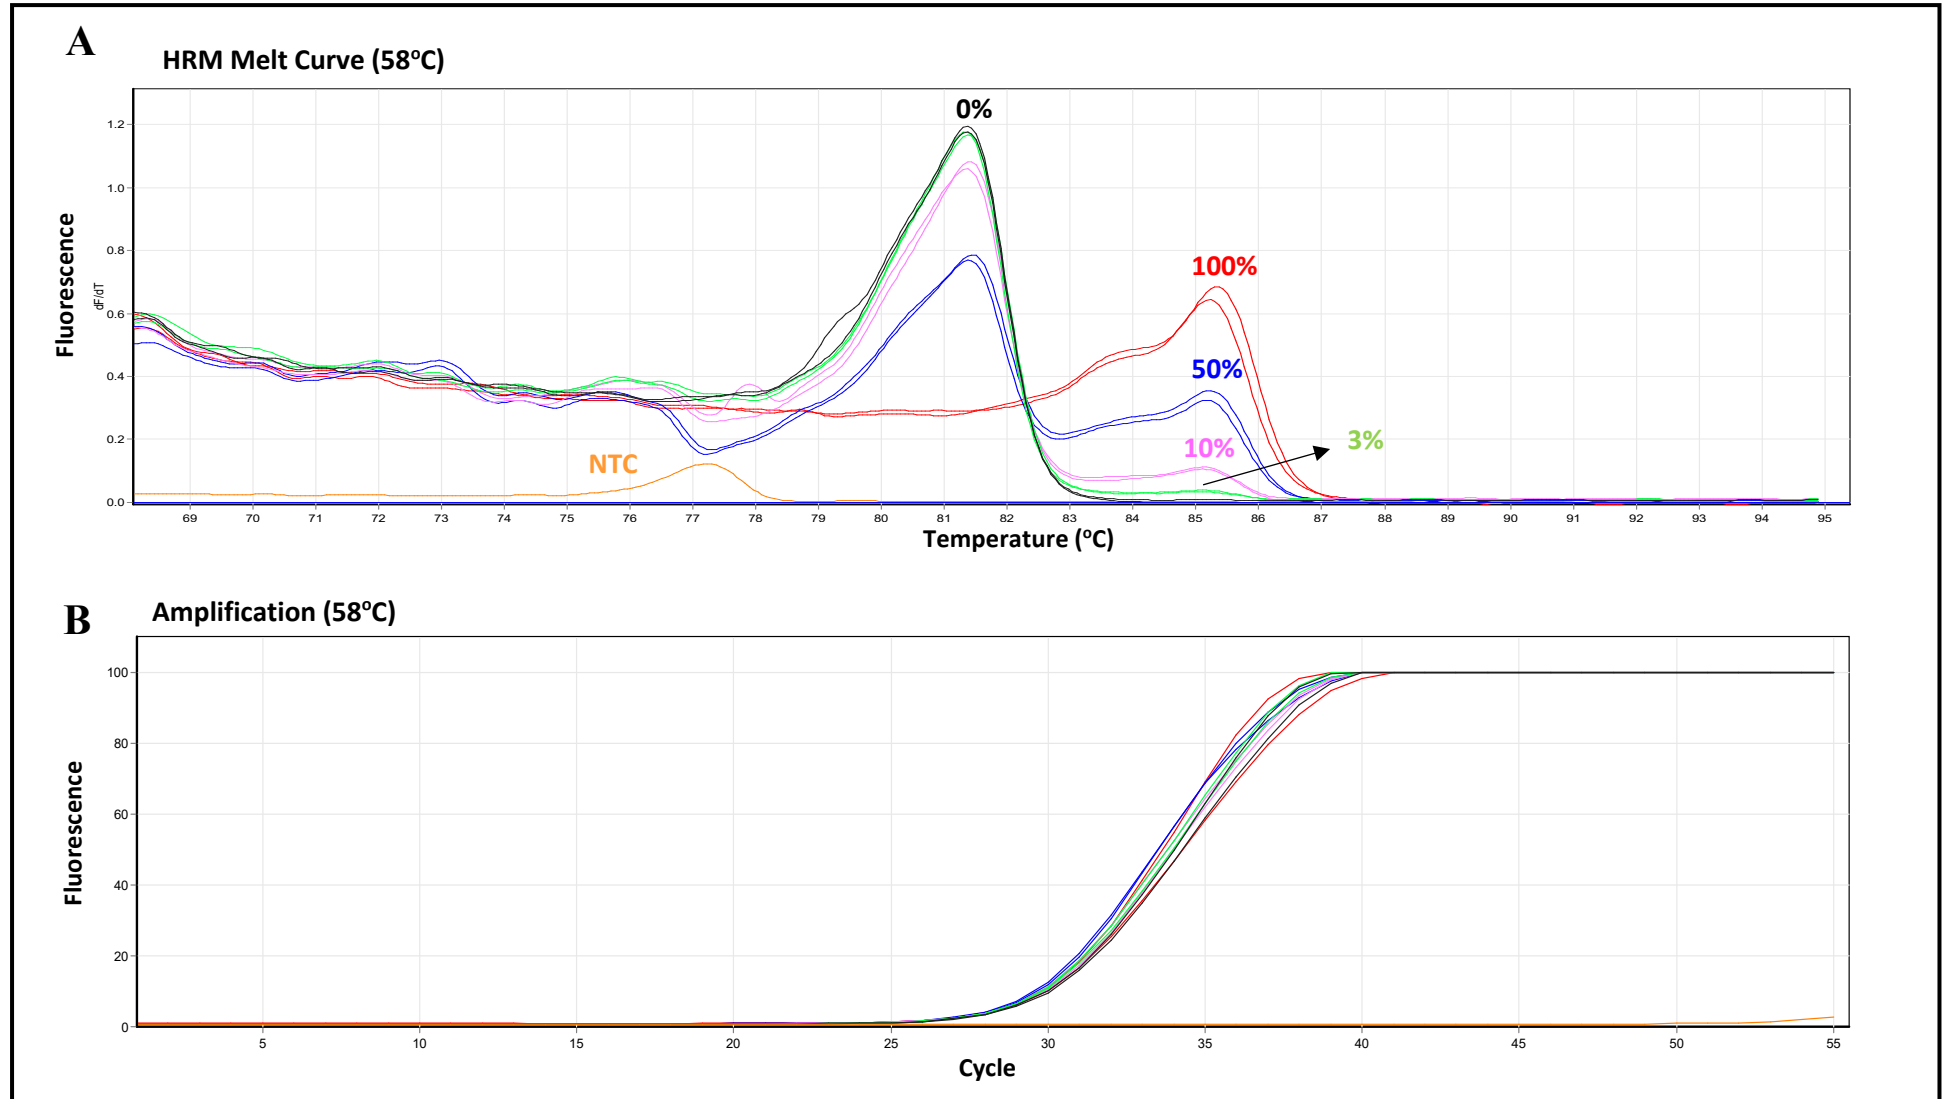 A
HRM Melt Curve (58°C)
0%
100%
50%
10%
3%
NTC
Fluorescence
dF/dT
1.2
1.0
0.8
0.6
0.4
0.2
0.0
69 70 71 72 73 74 75 76 77 78 79 80 81 82 83 84 85 86 87 88 89 90 91 92 93 94 95
Temperature (°C)
B
Amplification (58°C)
Fluorescence
100
80
60
40
20
0
5 10 15 20 25 30 35 40 45 50 55
Cycle